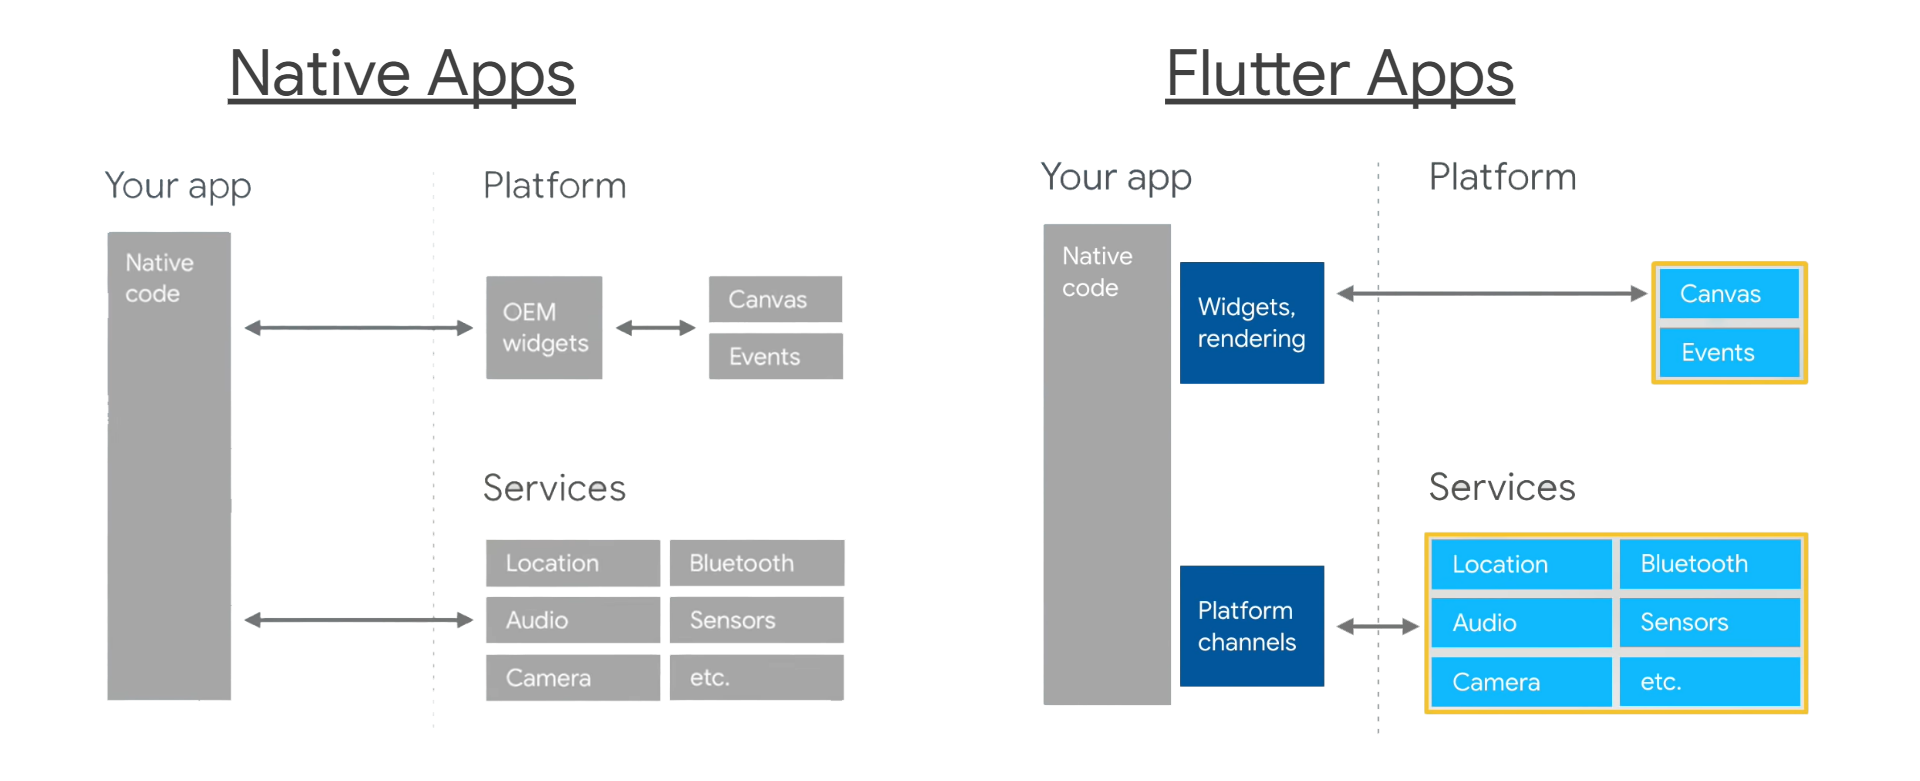 Native Apps
Your app
Platform
Native
code
OEM
widgets
Canvas
Events
Services
Location
Bluetooth
Audio
Sensors
Camera
etc.
Flutter Apps
Your app
Platform
Native
code
Widgets,
rendering
Canvas
Events
Services
Platform
channels
Location
Bluetooth
Audio
Sensors
Camera
etc.